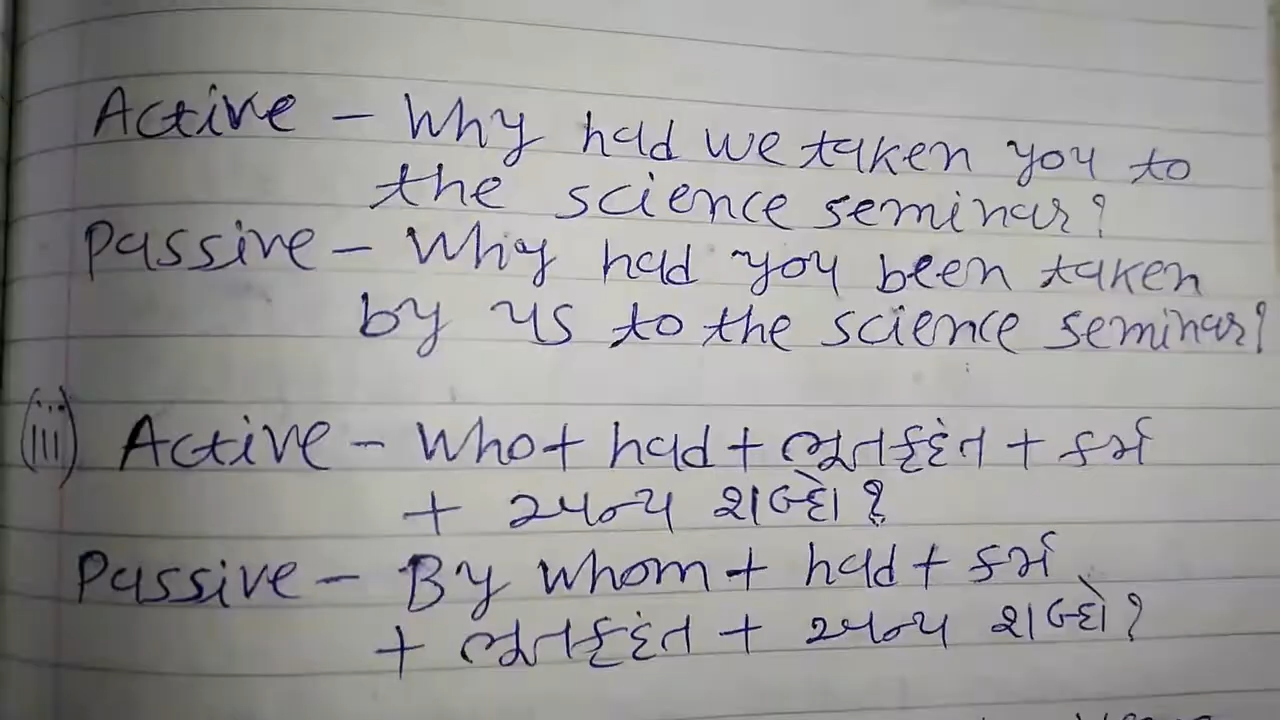 Active - Why had we taken you to
the science seminar?
Passive - Why had you been taken
by us to the science seminar?
(iii) Active - Who + had + ભૂતકૃદંત + કર્મ
+ અન્ય શબ્દો ?
Passive - By whom + had + કર્મ
+ ભૂતકૃદંત + અન્ય શબ્દો ?